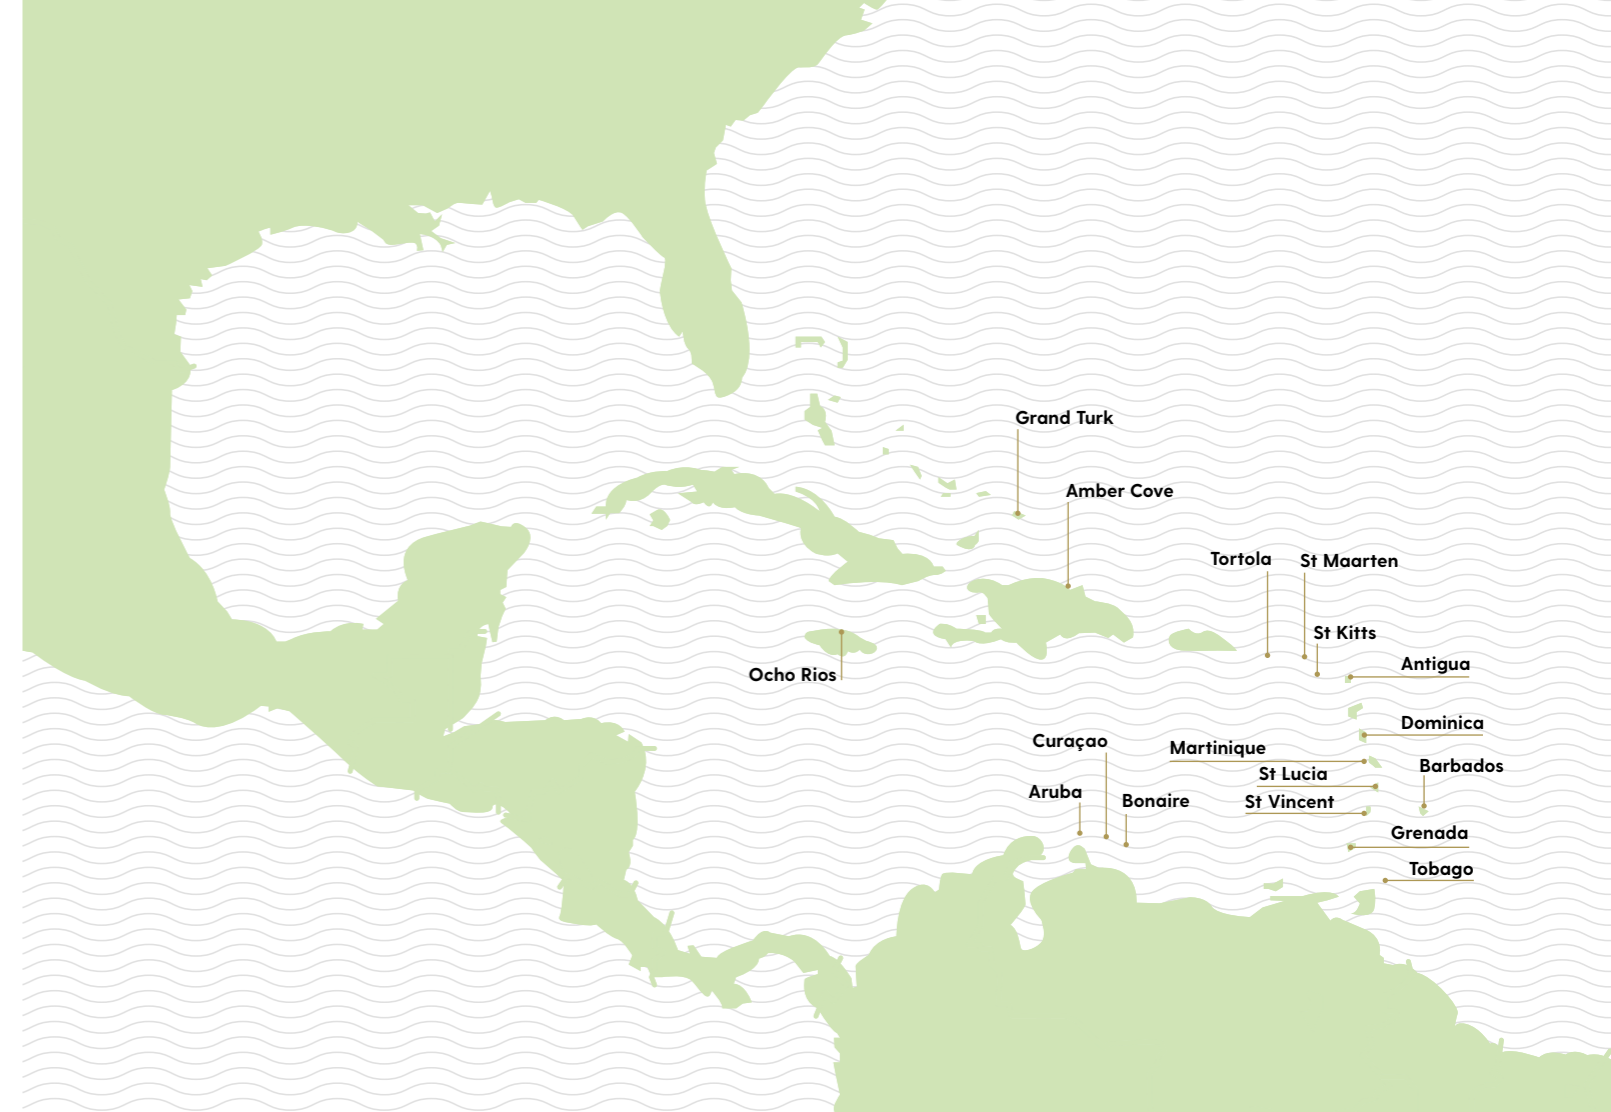 Grand Turk
Amber Cove
Tortola
St Maarten
St Kitts
Antigua
Ocho Rios
Dominica
Curaçao
Martinique
Barbados
St Lucia
Aruba
Bonaire
St Vincent
Grenada
Tobago